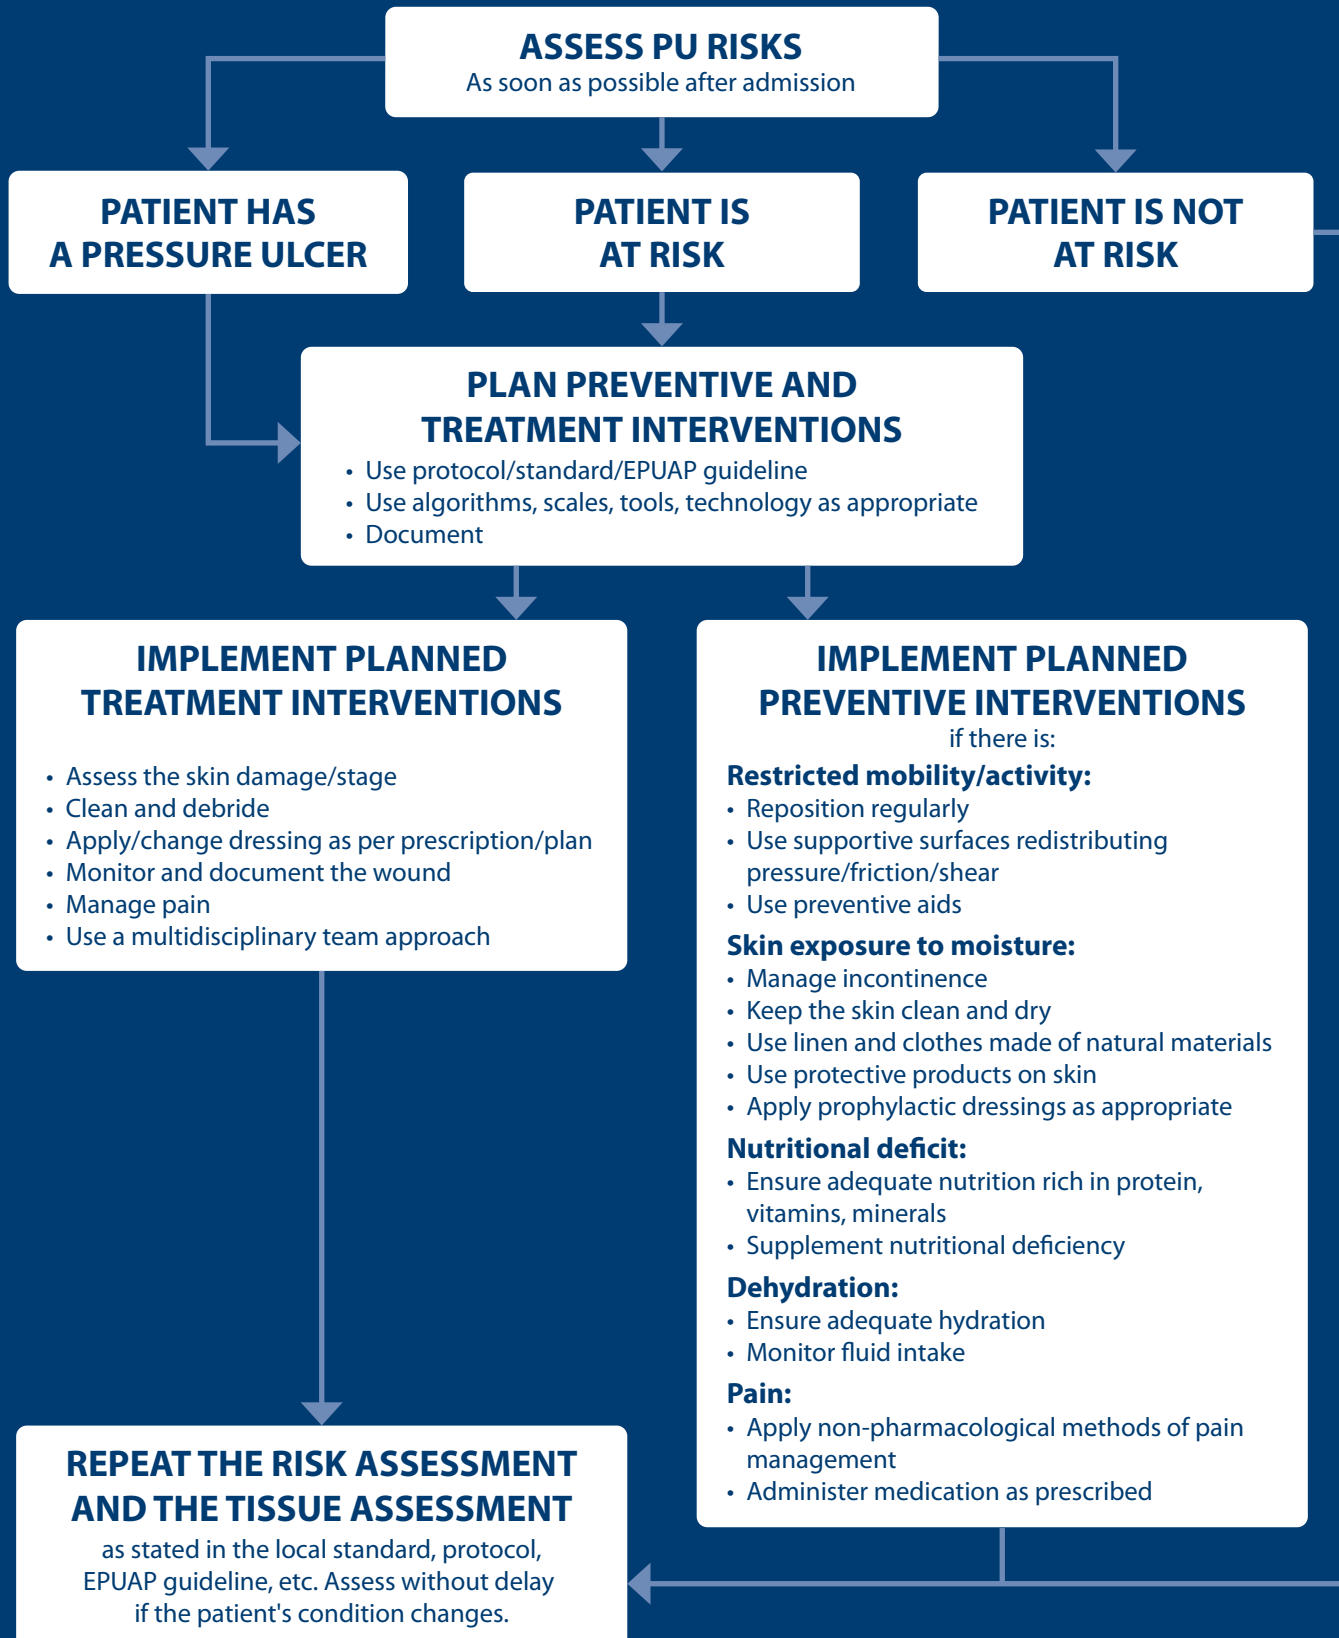 ASSESS PU RISKS
As soon as possible after admission
PATIENT HAS
A PRESSURE ULCER
PATIENT IS
AT RISK
PATIENT IS NOT
AT RISK
PLAN PREVENTIVE AND
TREATMENT INTERVENTIONS
• Use protocol/standard/EPUAP guideline
• Use algorithms, scales, tools, technology as appropriate
• Document
IMPLEMENT PLANNED
TREATMENT INTERVENTIONS
• Assess the skin damage/stage
• Clean and debride
• Apply/change dressing as per prescription/plan
• Monitor and document the wound
• Manage pain
• Use a multidisciplinary team approach
IMPLEMENT PLANNED
PREVENTIVE INTERVENTIONS
if there is:
Restricted mobility/activity:
• Reposition regularly
• Use supportive surfaces redistributing
pressure/friction/shear
• Use preventive aids
Skin exposure to moisture:
• Manage incontinence
• Keep the skin clean and dry
• Use linen and clothes made of natural materials
• Use protective products on skin
• Apply prophylactic dressings as appropriate
Nutritional deficit:
• Ensure adequate nutrition rich in protein,
vitamins, minerals
• Supplement nutritional deficiency
Dehydration:
• Ensure adequate hydration
• Monitor fluid intake
Pain:
• Apply non-pharmacological methods of pain
management
• Administer medication as prescribed
REPEAT THE RISK ASSESSMENT
AND THE TISSUE ASSESSMENT
as stated in the local standard, protocol,
EPUAP guideline, etc. Assess without delay
if the patient's condition changes.